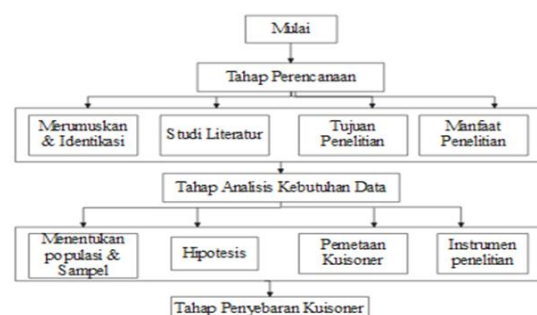 Mulai
Tahap Perencanaan
Merumuskan
& Identikasi
Studi Literatur
Tujuan
Penelitian
Manfaat
Penelitian
Tahap Analisis Kebutuhan Data
Menentukan
populasi &
Sampel
Hipotesis
Pemetaan
Kuisoner
Instrumen
penelitian
Tahap Penyebaran Kuisoner